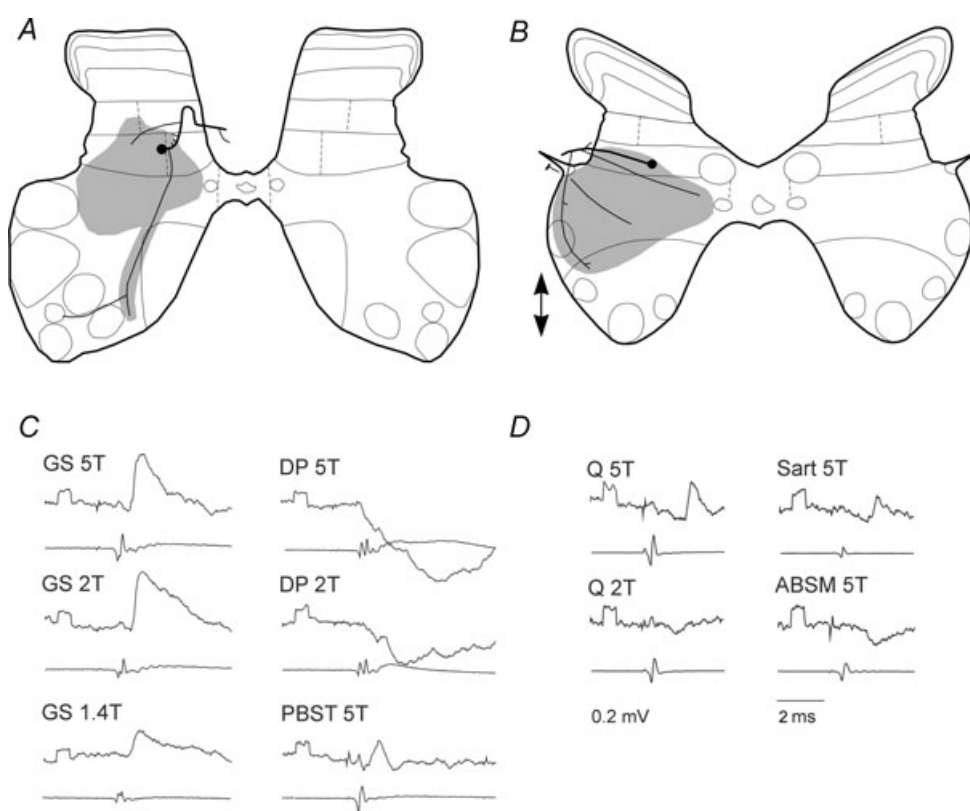 A
B
C
D
GS 5T
DP 5T
GS 2T
DP 2T
GS 1.4T
PBST 5T
Q 5T
Sart 5T
Q 2T
ABSM 5T
0.2 mV
2 ms